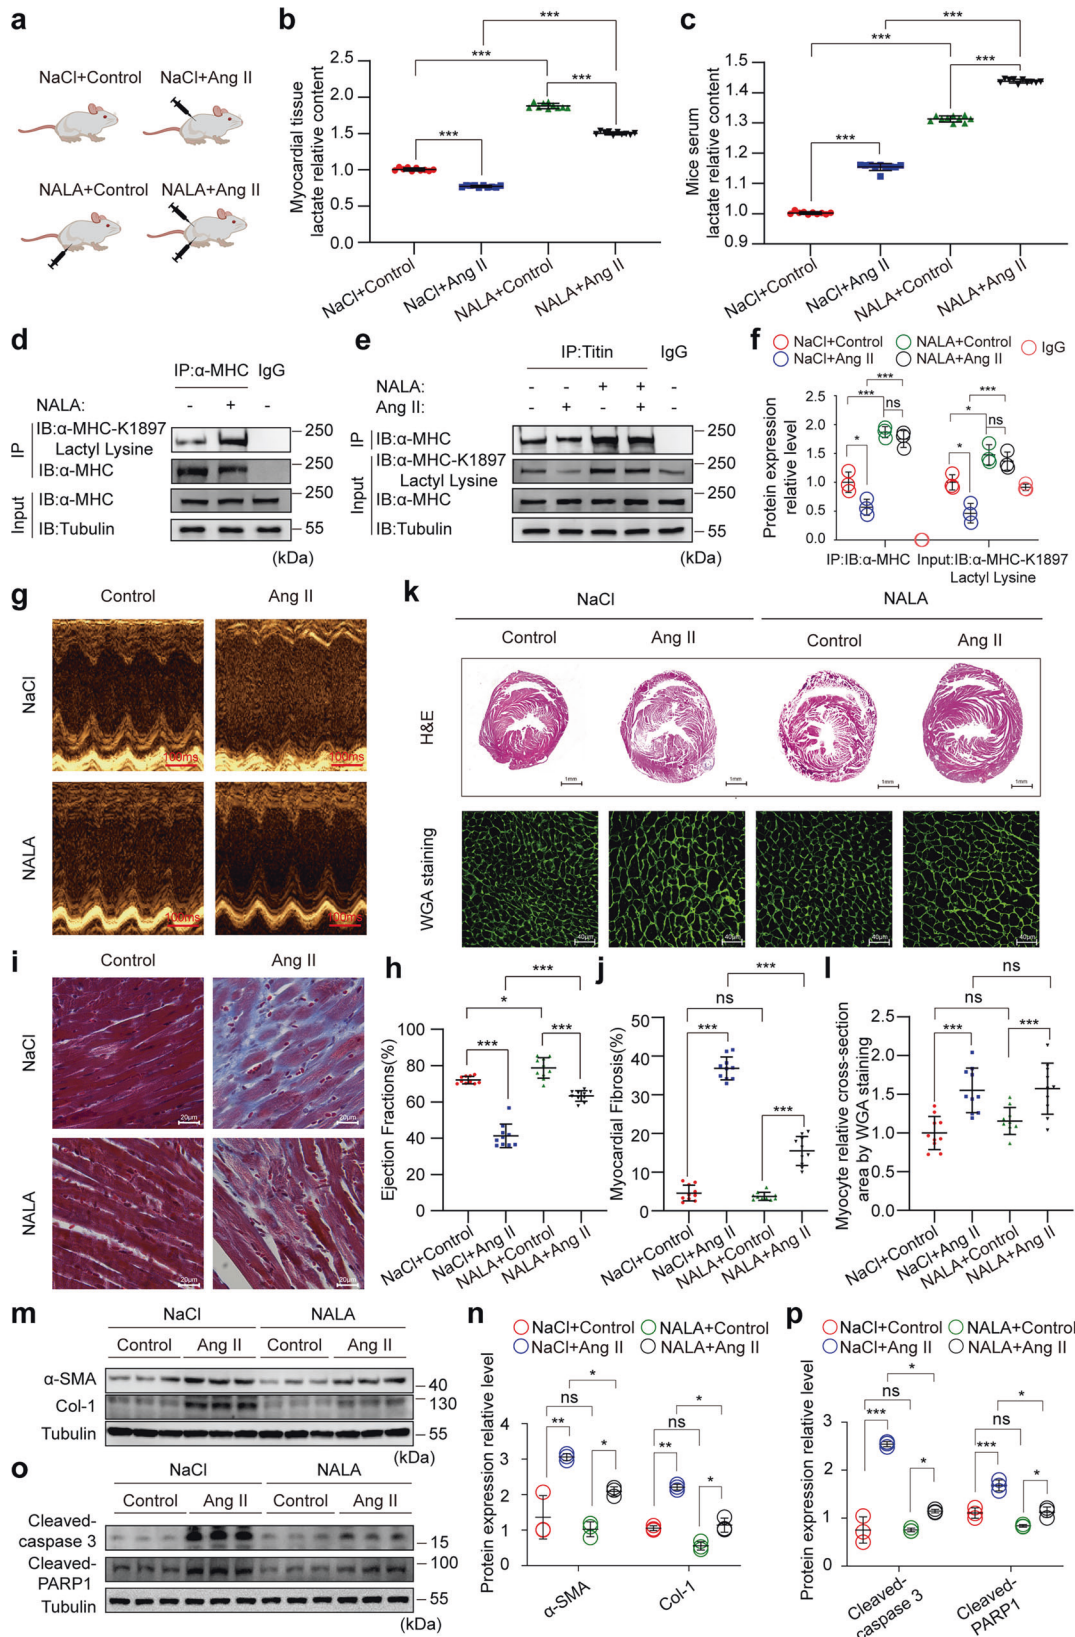 a
NaCl+Control
NaCl+Ang II
NALA+Control
NALA+Ang II
b
***
***
***
***
Myocardial tissue
lactate relative content
2.5
2.0
1.5
1.0
0.5
0.0
NaCl+Control
NaCl+Ang II
NALA+Control
NALA+Ang II
c
***
***
***
***
Mice serum
lactate relative content
1.5
1.4
1.3
1.2
1.1
1.0
0.9
NaCl+Control
NaCl+Ang II
NALA+Control
NALA+Ang II
d
IP:α-MHC IgG
NALA: - + -
IP
IB:α-MHC-K1897
Lactyl Lysine
250
IB:α-MHC
250
Input
IB:α-MHC
250
IB:Tubulin
55
(kDa)
e
IP:Titin IgG
NALA: - - + + -
Ang II: - + - + -
IP
IB:α-MHC
250
Input
IB:α-MHC-K1897
Lactyl Lysine
250
IB:α-MHC
250
IB:Tubulin
55
(kDa)
f
NaCl+Control
NALA+Control
IgG
NaCl+Ang II
NALA+Ang II
***
***
ns
*
***
*
ns
*
Protein expression
relative level
2.5
2.0
1.5
1.0
0.5
0.0
IP:IB:α-MHC
Input:IB:α-MHC-K1897
Lactyl Lysine
g
Control
Ang II
NaCl
100ms
100ms
NALA
100ms
100ms
k
NaCl
NALA
Control
Ang II
Control
Ang II
H&E
1mm
1mm
1mm
1mm
WGA staining
40μm
40μm
40μm
40μm
i
Control
Ang II
NaCl
20μm
20μm
NALA
20μm
20μm
h
***
*
***
***
Ejection Fractions(%)
100
80
60
40
20
0
NaCl+Control
NaCl+Ang II
NALA+Control
NALA+Ang II
j
***
ns
***
***
Myocardial Fibrosis(%)
50
40
30
20
10
0
NaCl+Control
NaCl+Ang II
NALA+Control
NALA+Ang II
l
ns
ns
***
***
Myocyte relative cross-section
area by WGA staining
2.5
2.0
1.5
1.0
0.5
0.0
NaCl+Control
NaCl+Ang II
NALA+Control
NALA+Ang II
m
NaCl
NALA
Control Ang II Control Ang II
α-SMA
40
Col-1
130
Tubulin
55
(kDa)
n
NaCl+Control
NALA+Control
NaCl+Ang II
NALA+Ang II
*
ns
**
*
*
ns
**
*
Protein expression relative level
4
3
2
1
0
α-SMA
Col-1
o
NaCl
NALA
Control Ang II Control Ang II
Cleaved-
caspase 3
15
Cleaved-
PARP1
100
Tubulin
55
(kDa)
p
NaCl+Control
NALA+Control
NaCl+Ang II
NALA+Ang II
*
ns
***
*
*
ns
***
*
Protein expression relative level
3
2
1
0
Cleaved-
caspase 3
Cleaved-
PARP1